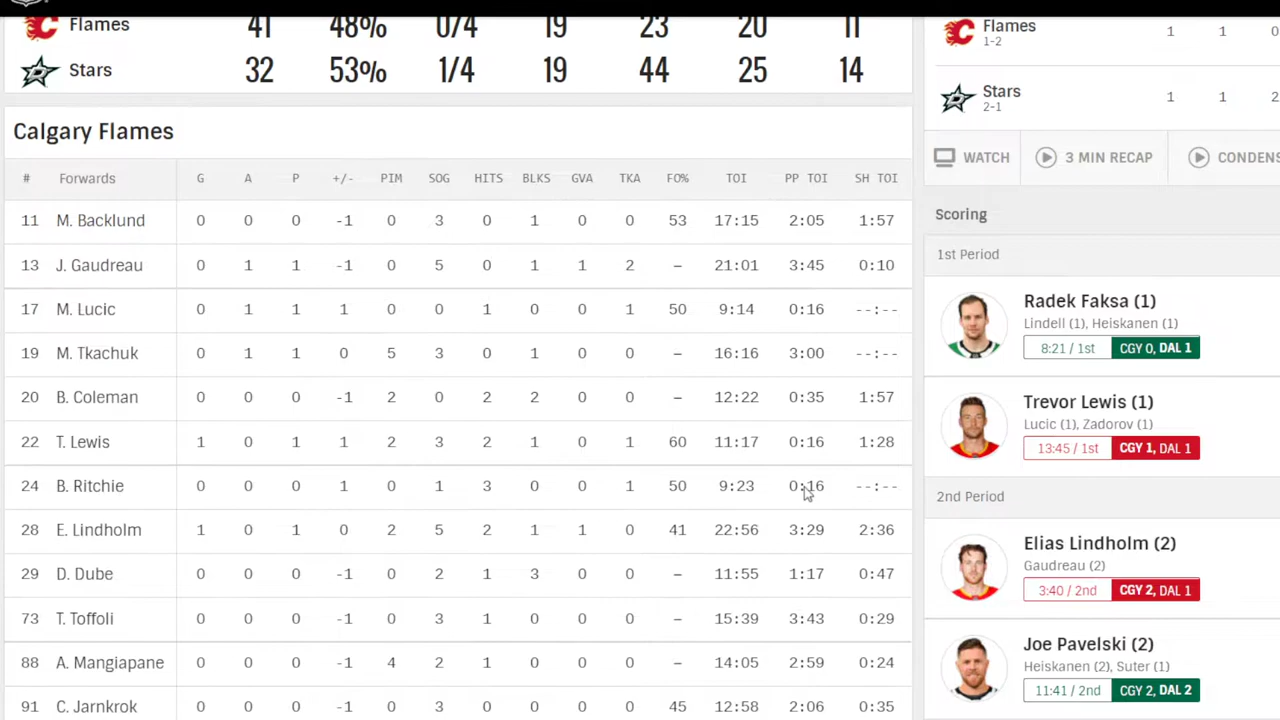 Flames 41 48% 0/4 19 23 20 11
Stars 32 53% 1/4 19 44 25 14
Calgary Flames
# Forwards G A P +/- PIM SOG HITS BLKS GVA TKA FO% TOI PP TOI SH TOI
11 M. Backlund 0 0 0 -1 0 3 0 1 0 0 53 17:15 2:05 1:57
13 J. Gaudreau 0 1 1 -1 0 5 0 1 1 2 – 21:01 3:45 0:10
17 M. Lucic 0 1 1 1 0 0 1 0 0 1 50 9:14 0:16 --:--
19 M. Tkachuk 0 1 1 0 5 3 0 1 0 0 – 16:16 3:00 --:--
20 B. Coleman 0 0 0 -1 2 0 2 2 0 0 – 12:22 0:35 1:57
22 T. Lewis 1 0 1 1 2 3 2 1 0 1 60 11:17 0:16 1:28
24 B. Ritchie 0 0 0 1 0 1 3 0 0 1 50 9:23 0:16 --:--
28 E. Lindholm 1 0 1 0 2 5 2 1 1 0 41 22:56 3:29 2:36
29 D. Dube 0 0 0 -1 0 2 1 3 0 0 – 11:55 1:17 0:47
73 T. Toffoli 0 0 0 -1 0 3 1 0 0 0 – 15:39 3:43 0:29
88 A. Mangiapane 0 0 0 -1 4 2 1 0 0 0 – 14:05 2:59 0:24
91 C. Jarnkrok 0 0 0 -1 0 3 0 0 0 0 45 12:58 2:06 0:35
Flames 1 1 0
1-2
Stars 1 1 2
2-1
WATCH 3 MIN RECAP CONDENS
Scoring
1st Period
Radek Faksa (1)
Lindell (1), Heiskanen (1)
8:21 / 1st CGY 0, DAL 1
Trevor Lewis (1)
Lucic (1), Zadorov (1)
13:45 / 1st CGY 1, DAL 1
2nd Period
Elias Lindholm (2)
Gaudreau (2)
3:40 / 2nd CGY 2, DAL 1
Joe Pavelski (2)
Heiskanen (2), Suter (1)
11:41 / 2nd CGY 2, DAL 2